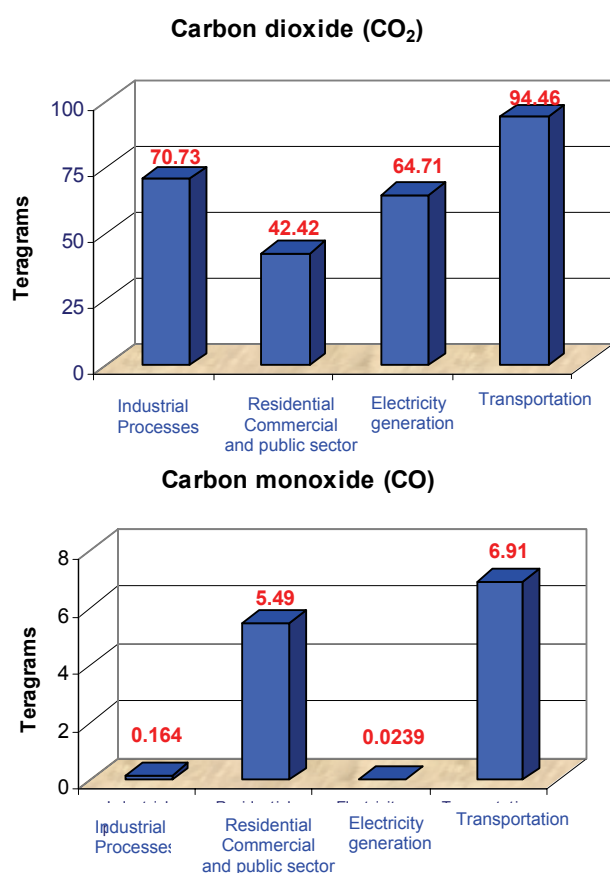 Carbon dioxide (CO₂)
Teragrams
100
75
50
25
0
70.73
42.42
64.71
94.46
Industrial
Processes
Residential
Commercial
and public sector
Electricity
generation
Transportation
Carbon monoxide (CO)
Teragrams
8
6
4
2
0
0.164
5.49
0.0239
6.91
Industrial
Processes
Residential
Commercial
and public sector
Electricity
generation
Transportation